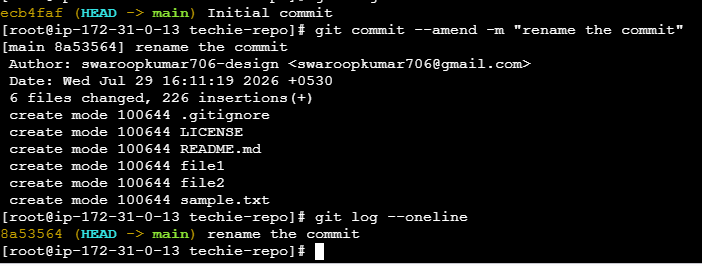 ecb4faf (HEAD -> main) Initial commit
[root@ip-172-31-0-13 techie-repo]# git commit --amend -m "rename the commit"
[main 8a53564] rename the commit
 Author: swaroopkumar706-design <swaroopkumar706@gmail.com>
 Date: Wed Jul 29 16:11:19 2026 +0530
 6 files changed, 226 insertions(+)
 create mode 100644 .gitignore
 create mode 100644 LICENSE
 create mode 100644 README.md
 create mode 100644 file1
 create mode 100644 file2
 create mode 100644 sample.txt
[root@ip-172-31-0-13 techie-repo]# git log --oneline
8a53564 (HEAD -> main) rename the commit
[root@ip-172-31-0-13 techie-repo]#